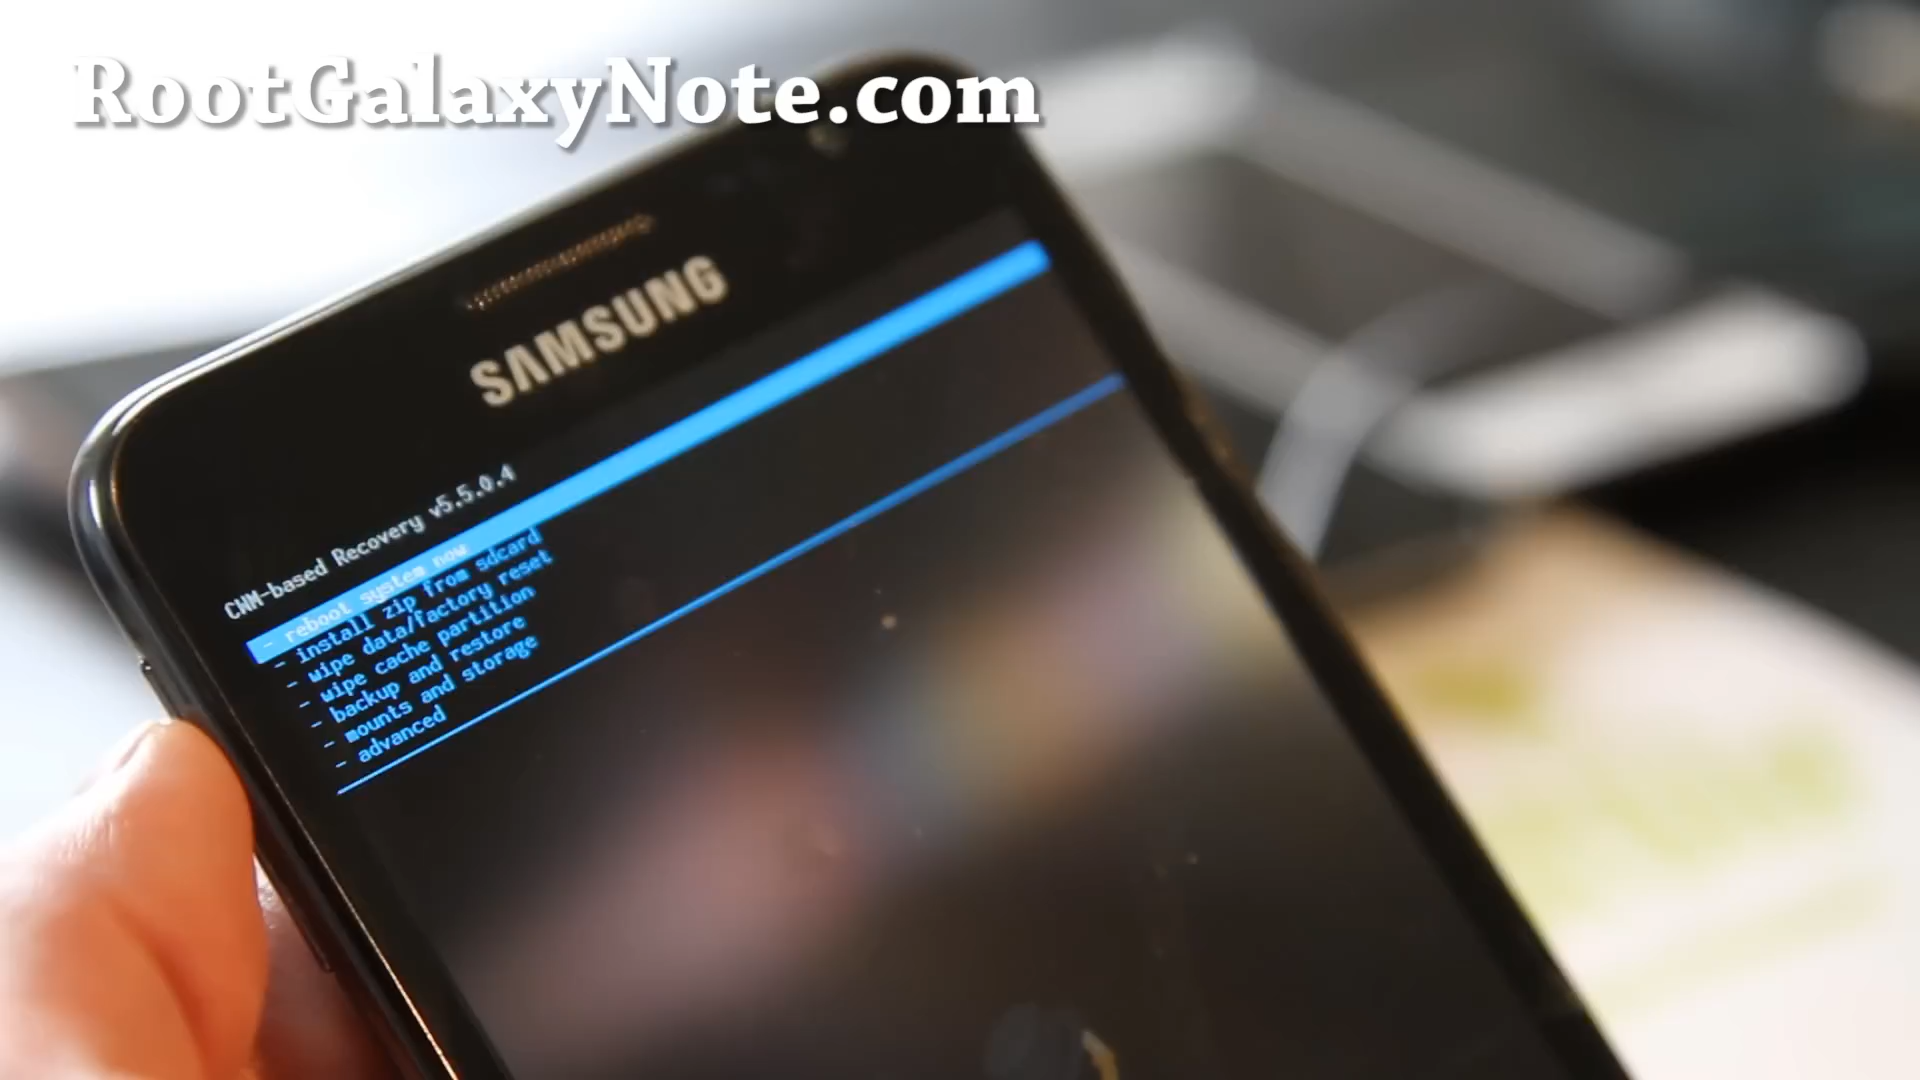 RootGalaxyNote.com
SAMSUNG
CWM-based Recovery v5.5.0.4
- reboot system now
- install zip from sdcard
- wipe data/factory reset
- wipe cache partition
- backup and restore
- mounts and storage
- advanced